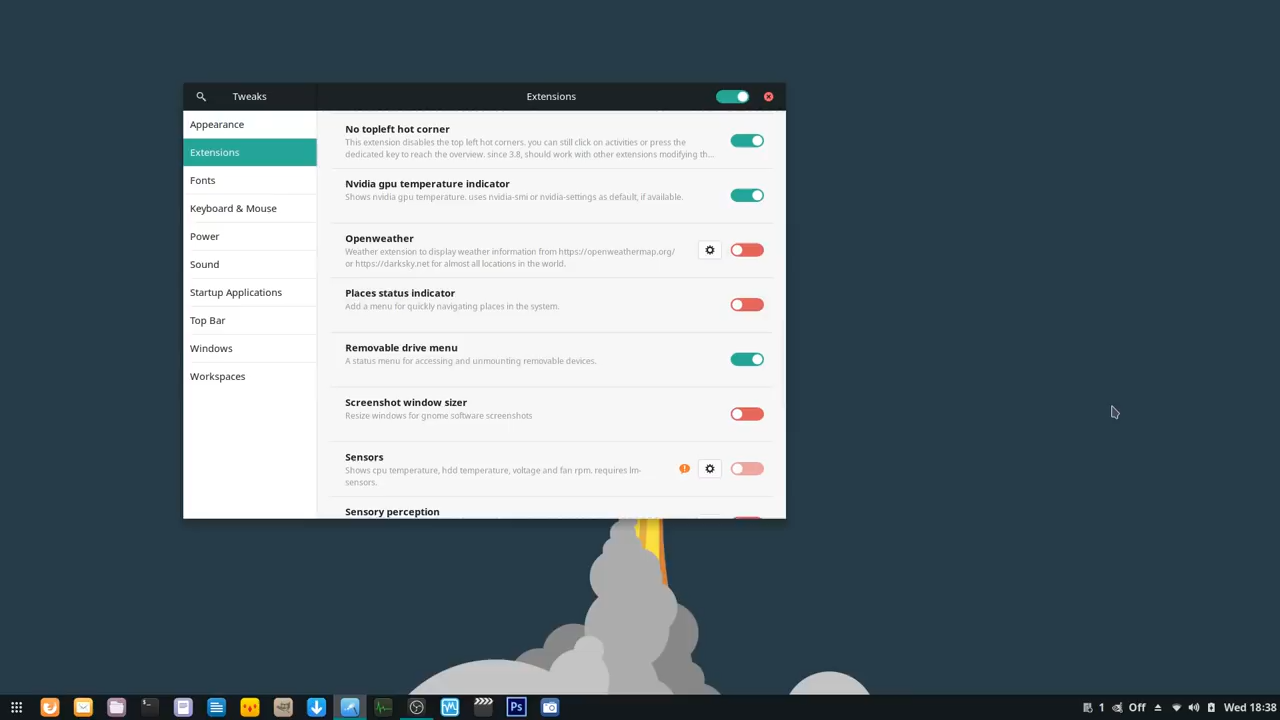 Tweaks
Extensions
Appearance
Extensions
Fonts
Keyboard & Mouse
Power
Sound
Startup Applications
Top Bar
Windows
Workspaces
No topleft hot corner
This extension disables the top left hot corners. you can still click on activities or press the
dedicated key to reach the overview. since 3.8, should work with other extensions modifying th...
Nvidia gpu temperature indicator
Shows nvidia gpu temperature. uses nvidia-smi or nvidia-settings as default, if available.
Openweather
Weather extension to display weather information from https://openweathermap.org/
or https://darksky.net for almost all locations in the world.
Places status indicator
Add a menu for quickly navigating places in the system.
Removable drive menu
A status menu for accessing and unmounting removable devices.
Screenshot window sizer
Resize windows for gnome software screenshots
Sensors
Shows cpu temperature, hdd temperature, voltage and fan rpm. requires lm-
sensors.
Sensory perception
Ps
1
Off
Wed 18:38